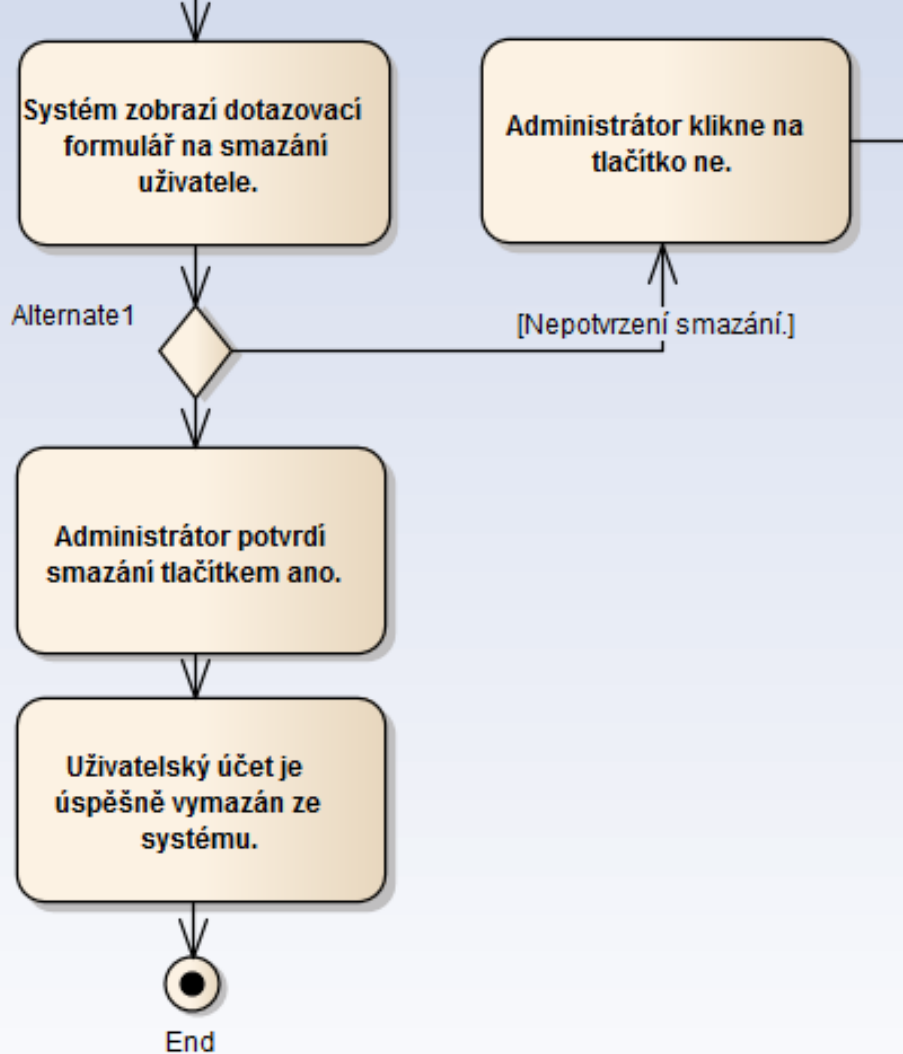 Systém zobrazí dotazovací
formulář na smazání
uživatele.
Administrátor klikne na
tlačítko ne.
Alternate1
[Nepotvrzení smazání.]
Administrátor potvrdí
smazání tlačítkem ano.
Uživatelský účet je
úspěšně vymazán ze
systému.
End